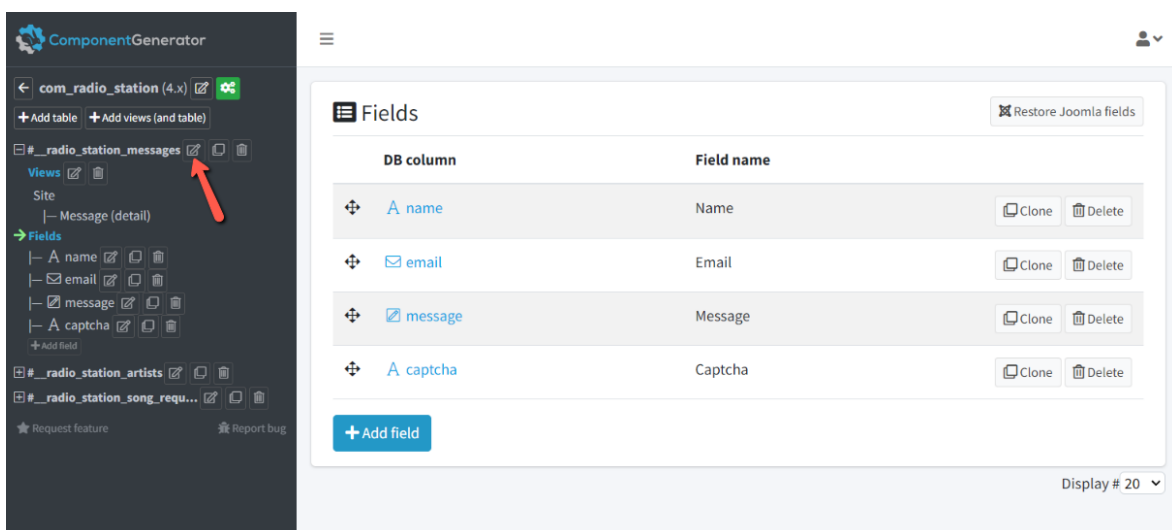 ComponentGenerator
com_radio_station (4.x)
Add table Add views (and table)
#__radio_station_messages
Views
Site
Message (detail)
Fields
name
email
message
captcha
Add field
#__radio_station_artists
#__radio_station_song_requ...
Request feature Report bug
Fields Restore Joomla fields
DB column Field name
name Name Clone Delete
email Email Clone Delete
message Message Clone Delete
captcha Captcha Clone Delete
Add field
Display # 20